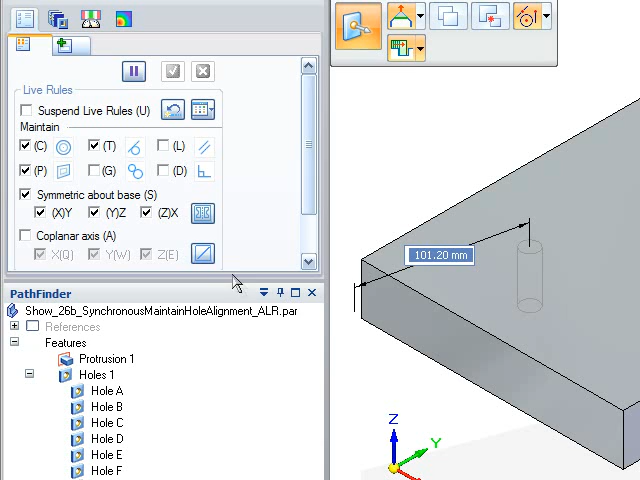 Live Rules
Suspend Live Rules (U)
Maintain
(C) (T) (L)
(P) (G) (D)
Symmetric about base (S)
(X)Y (Y)Z (Z)X
Coplanar axis (A)
X(Q) Y(W) Z(E)
101.20 mm
PathFinder
Show_26b_SynchronousMaintainHoleAlignment_ALR.par
References
Features
Protrusion 1
Holes 1
Hole A
Hole B
Hole C
Hole D
Hole E
Hole F
Z
Y